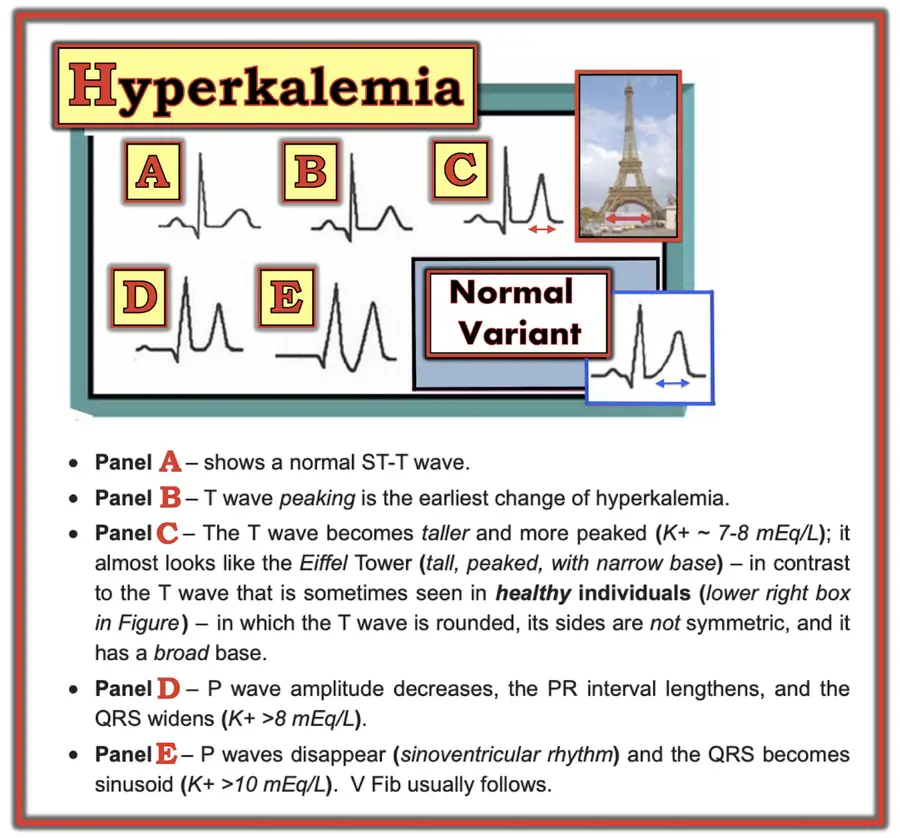 Hyperkalemia
A
B
C
D
E
Normal
Variant
• Panel A – shows a normal ST-T wave.
• Panel B – T wave peaking is the earliest change of hyperkalemia.
• Panel C – The T wave becomes taller and more peaked (K+ ~ 7-8 mEq/L); it
almost looks like the Eiffel Tower (tall, peaked, with narrow base) – in contrast
to the T wave that is sometimes seen in healthy individuals (lower right box
in Figure) – in which the T wave is rounded, its sides are not symmetric, and it
has a broad base.
• Panel D – P wave amplitude decreases, the PR interval lengthens, and the
QRS widens (K+ >8 mEq/L).
• Panel E – P waves disappear (sinoventricular rhythm) and the QRS becomes
sinusoid (K+ >10 mEq/L). V Fib usually follows.